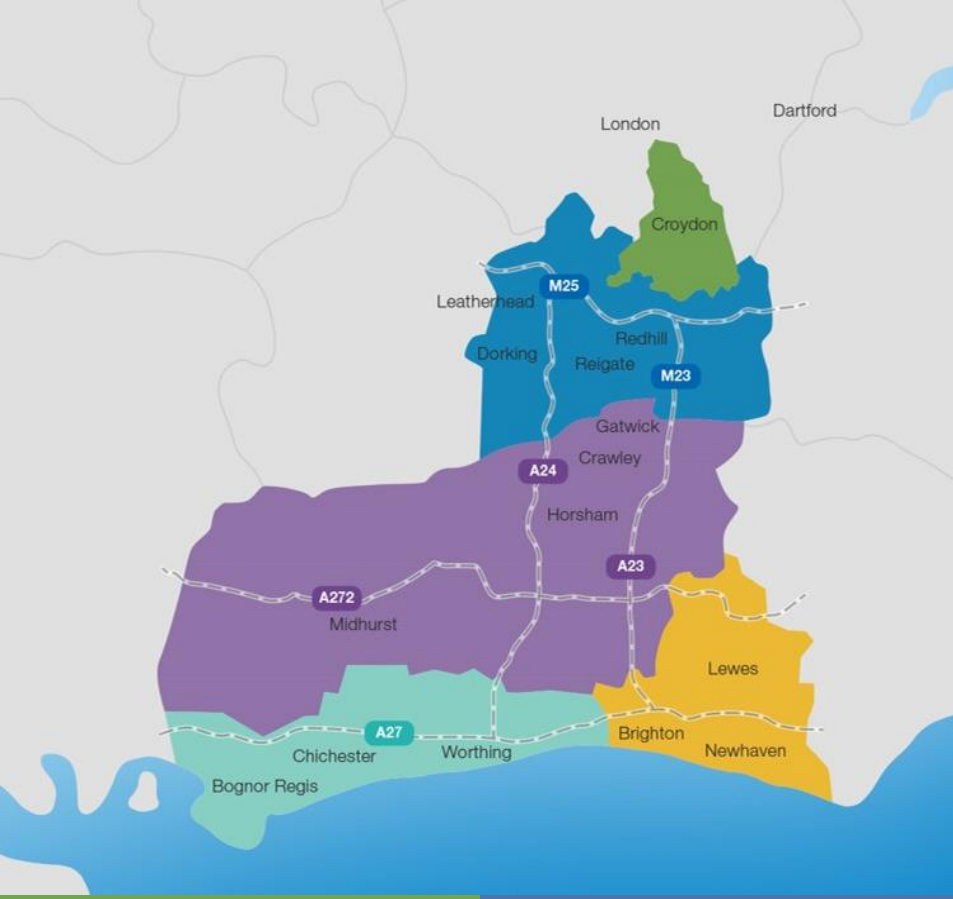 Dartford
London
Croydon
M25
Leatherhead
Redhill
Dorking
Reigate
M23
Gatwick
Crawley
A24
Horsham
A23
A272
Midhurst
Lewes
A27
Brighton
Newhaven
Worthing
Chichester
Bognor Regis